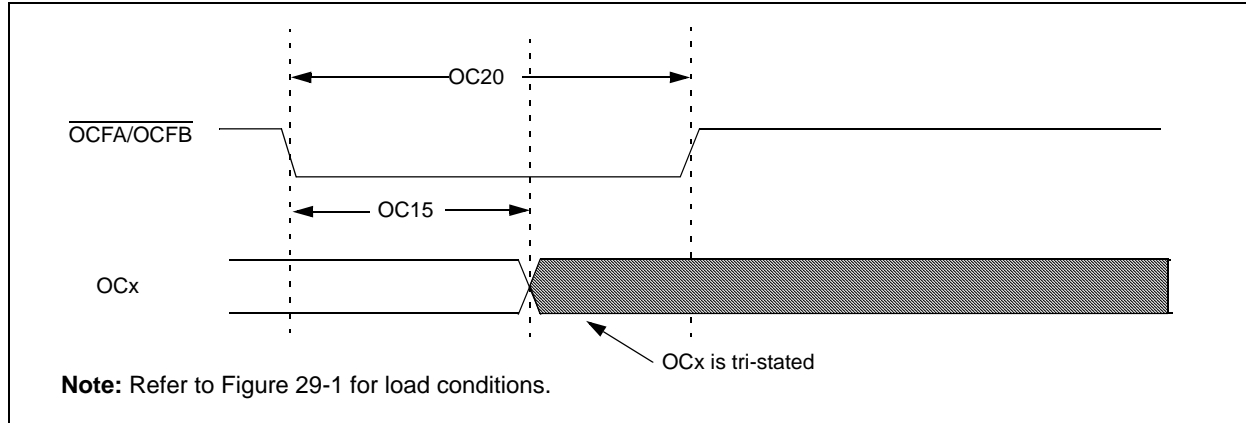 OC20
OCFA/OCFB
OC15
OCx
OCx is tri-stated
Note: Refer to Figure 29-1 for load conditions.